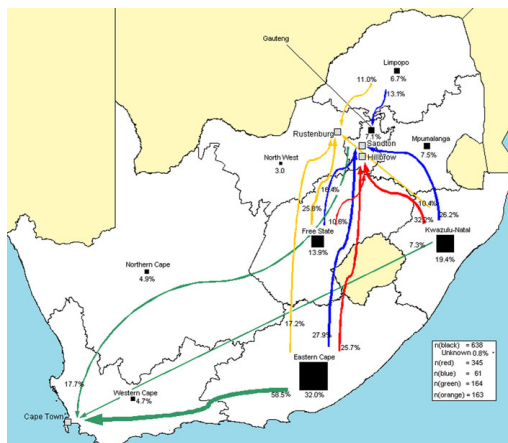 Gauteng
Limpopo
6.7%
11.0%
13.1%
Rustenburg
7.1%
Sandton
Mpumalanga
7.5%
Hillbrow
North West
3.0
18.4%
10.4%
25.8%
10.6%
32.2%
26.2%
Free State
13.9%
7.3%
Kwazulu-Natal
19.4%
Northern Cape
4.9%
17.2%
27.9%
25.7%
n(black) = 638
Unknown 0.8%
n(red) = 345
n(blue) = 61
n(green) = 164
n(orange) = 163
Eastern Cape
32.0%
17.7%
Western Cape
4.7%
58.5%
Cape Town